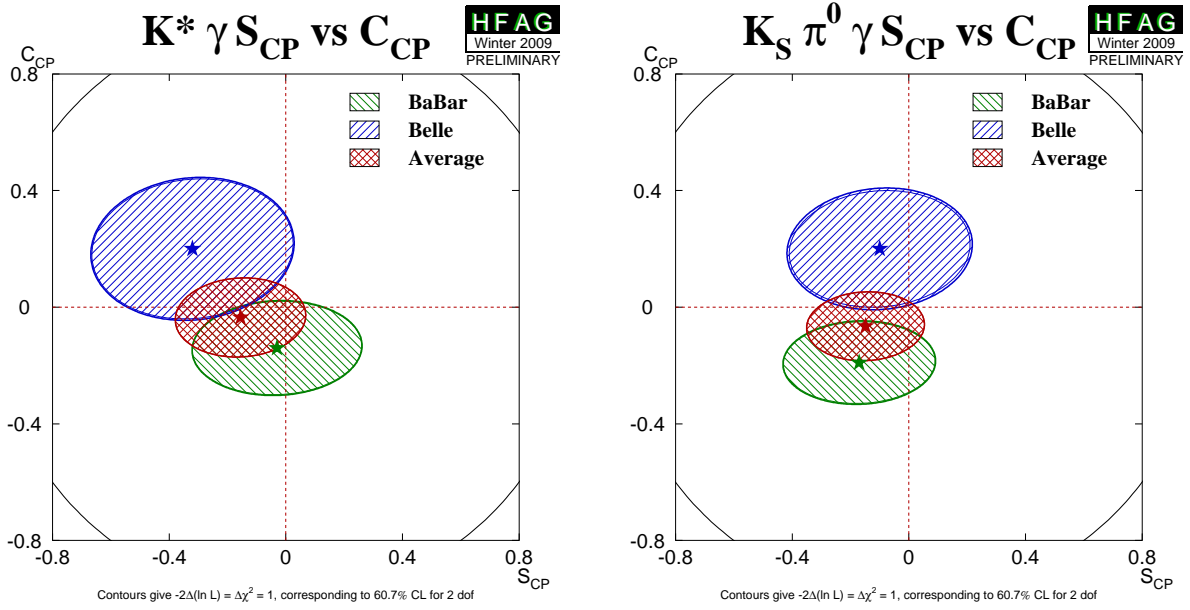 K* γ S_CP vs C_CP
HFAG
Winter 2009
PRELIMINARY
C_CP
0.8
0.4
0
-0.4
-0.8
-0.8 -0.4 0 0.4 0.8
S_CP
BaBar
Belle
Average
Contours give -2Δ(ln L) = Δχ² = 1, corresponding to 60.7% CL for 2 dof
K_S π⁰ γ S_CP vs C_CP
HFAG
Winter 2009
PRELIMINARY
C_CP
0.8
0.4
0
-0.4
-0.8
-0.8 -0.4 0 0.4 0.8
S_CP
BaBar
Belle
Average
Contours give -2Δ(ln L) = Δχ² = 1, corresponding to 60.7% CL for 2 dof